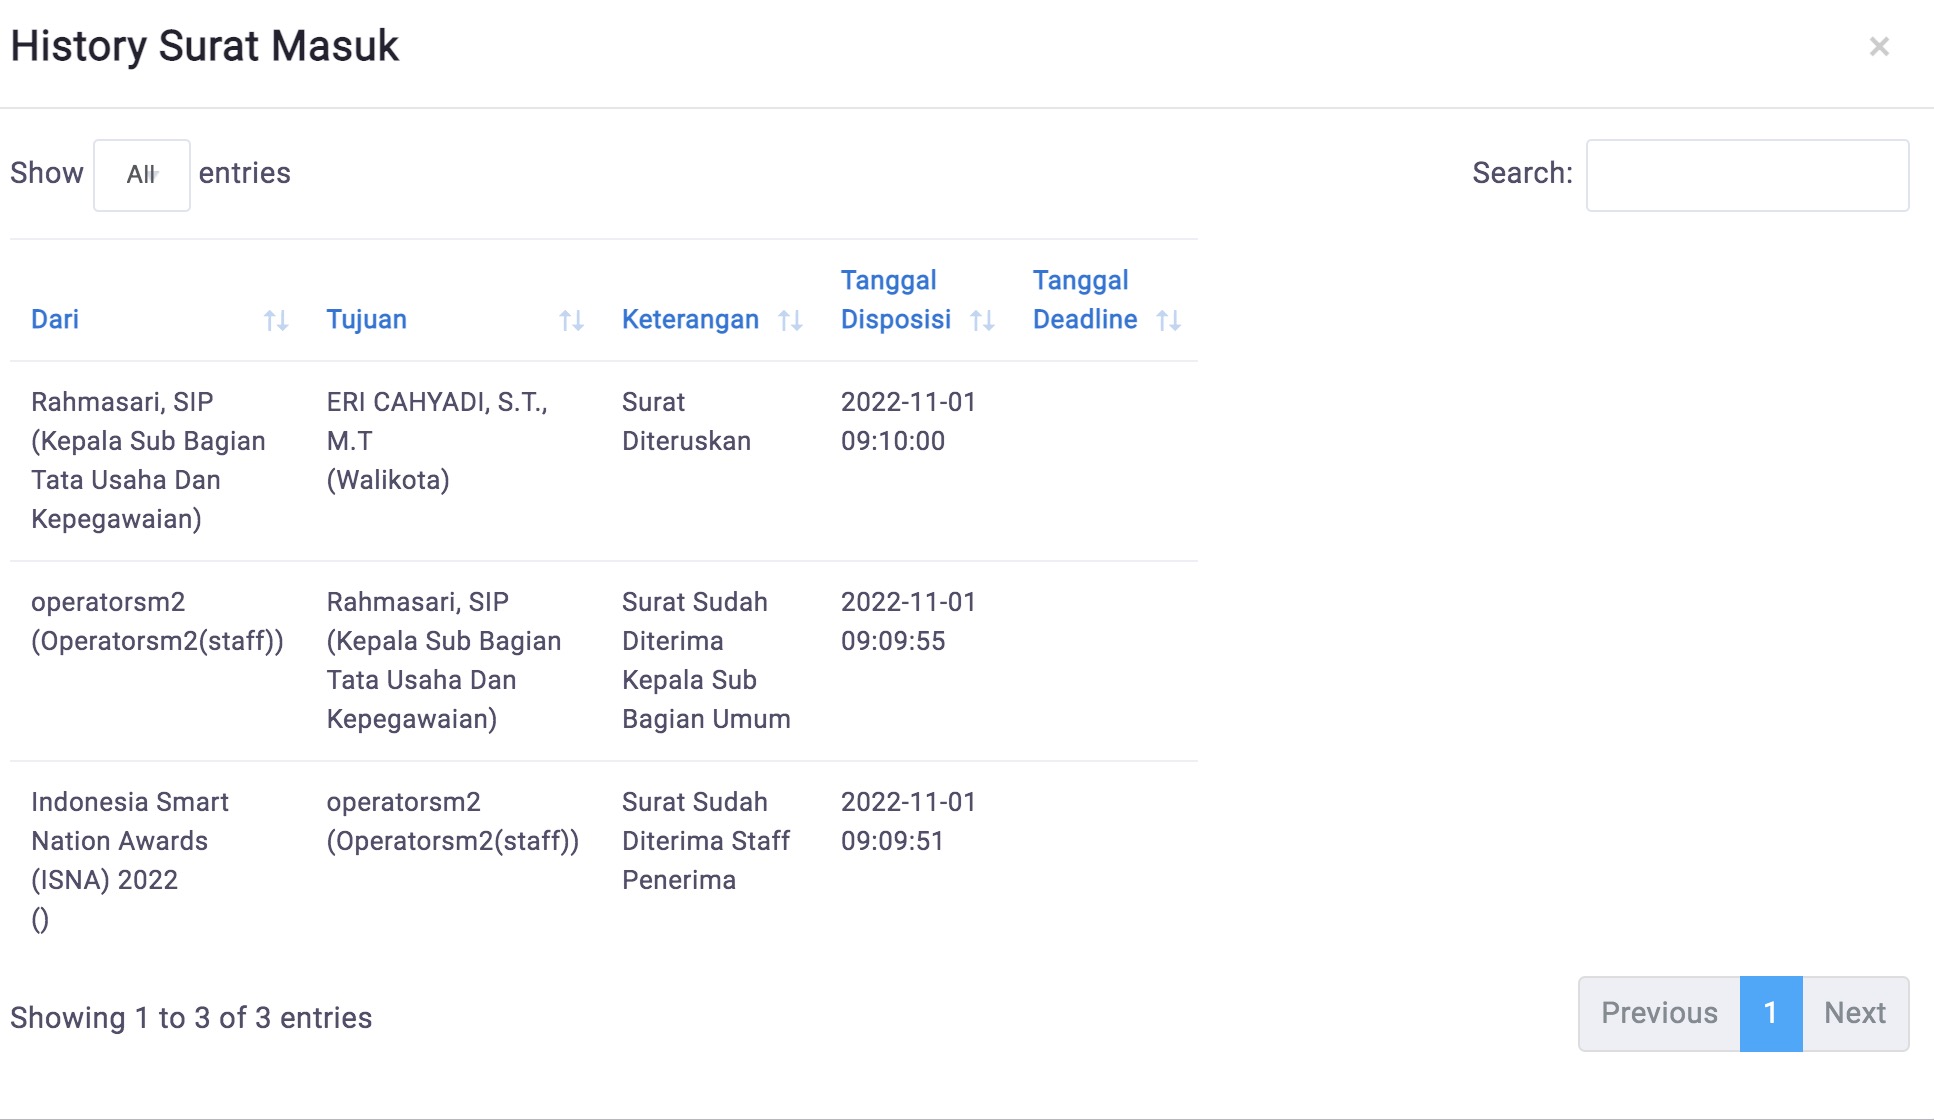 History Surat Masuk
×
Show All entries
Search:
Dari
Tujuan
Keterangan
Tanggal
Disposisi
Tanggal
Deadline
Rahmasari, SIP
(Kepala Sub Bagian
Tata Usaha Dan
Kepegawaian)
ERI CAHYADI, S.T.,
M.T
(Walikota)
Surat
Diteruskan
2022-11-01
09:10:00
operatorsm2
(Operatorsm2(staff))
Rahmasari, SIP
(Kepala Sub Bagian
Tata Usaha Dan
Kepegawaian)
Surat Sudah
Diterima
Kepala Sub
Bagian Umum
2022-11-01
09:09:55
Indonesia Smart
Nation Awards
(ISNA) 2022
()
operatorsm2
(Operatorsm2(staff))
Surat Sudah
Diterima Staff
Penerima
2022-11-01
09:09:51
Showing 1 to 3 of 3 entries
Previous 1 Next